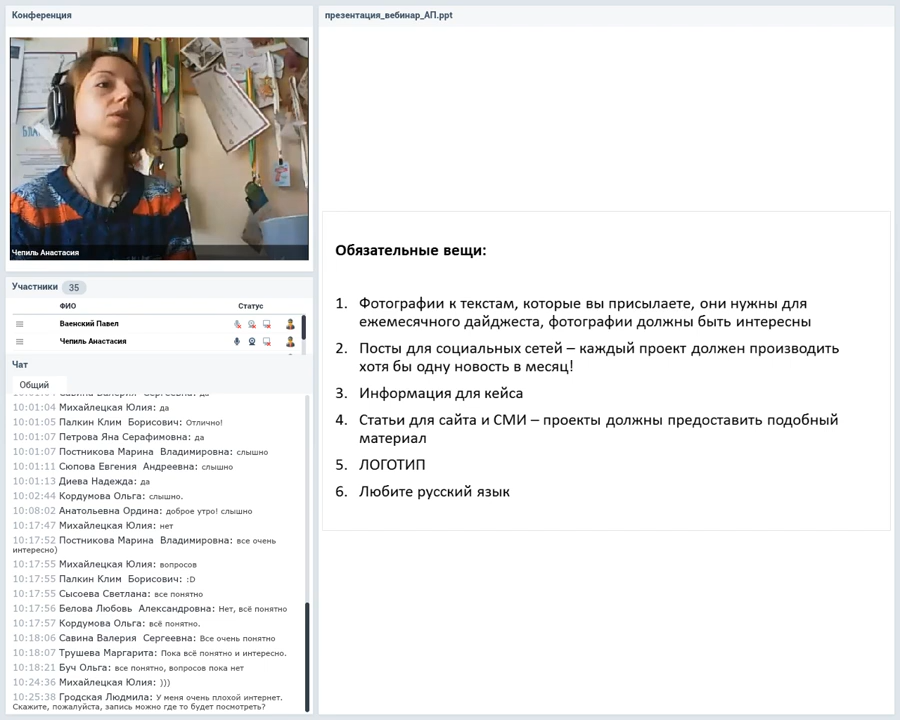 Конференция
БЛА
Чепиль Анастасия
Участники 35
ФИО Статус
Ваенский Павел
Чепиль Анастасия
Чат
Общий
10:01:04 Михайлецкая Юлия: да
10:01:05 Палкин Клим Борисович: Отлично!
10:01:07 Петрова Яна Серафимовна: да
10:01:07 Постникова Марина Владимировна: слышно
10:01:11 Сюпова Евгения Андреевна: слышно
10:01:13 Диева Надежда: да
10:02:44 Кордумова Ольга: слышно.
10:08:02 Анатольевна Ордина: доброе утро! слышно
10:17:47 Михайлецкая Юлия: нет
10:17:52 Постникова Марина Владимировна: все очень
интересно)
10:17:55 Михайлецкая Юлия: вопросов
10:17:55 Палкин Клим Борисович: :D
10:17:55 Сысоева Светлана: все понятно
10:17:56 Белова Любовь Александровна: Нет, всё понятно
10:17:57 Кордумова Ольга: всё понятно.
10:18:06 Савина Валерия Сергеевна: Все очень понятно
10:18:07 Трушева Маргарита: Пока всё понятно и интересно.
10:18:21 Буч Ольга: все понятно, вопросов пока нет
10:24:36 Михайлецкая Юлия: )))
10:25:38 Гродская Людмила: У меня очень плохой интернет.
Скажите, пожалуйста, запись можно где то будет посмотреть?
презентация_вебинар_АП.ppt
Обязательные вещи:
1. Фотографии к текстам, которые вы присылаете, они нужны для
ежемесячного дайджеста, фотографии должны быть интересны
2. Посты для социальных сетей – каждый проект должен производить
хотя бы одну новость в месяц!
3. Информация для кейса
4. Статьи для сайта и СМИ – проекты должны предоставить подобный
материал
5. ЛОГОТИП
6. Любите русский язык